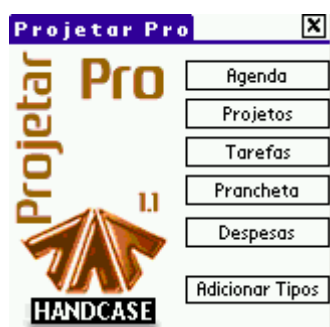 Projetar Pro
Projetar
Pro
1.1
HANDCASE
Agenda
Projetos
Tarefas
Prancheta
Despesas
Adicionar Tipos